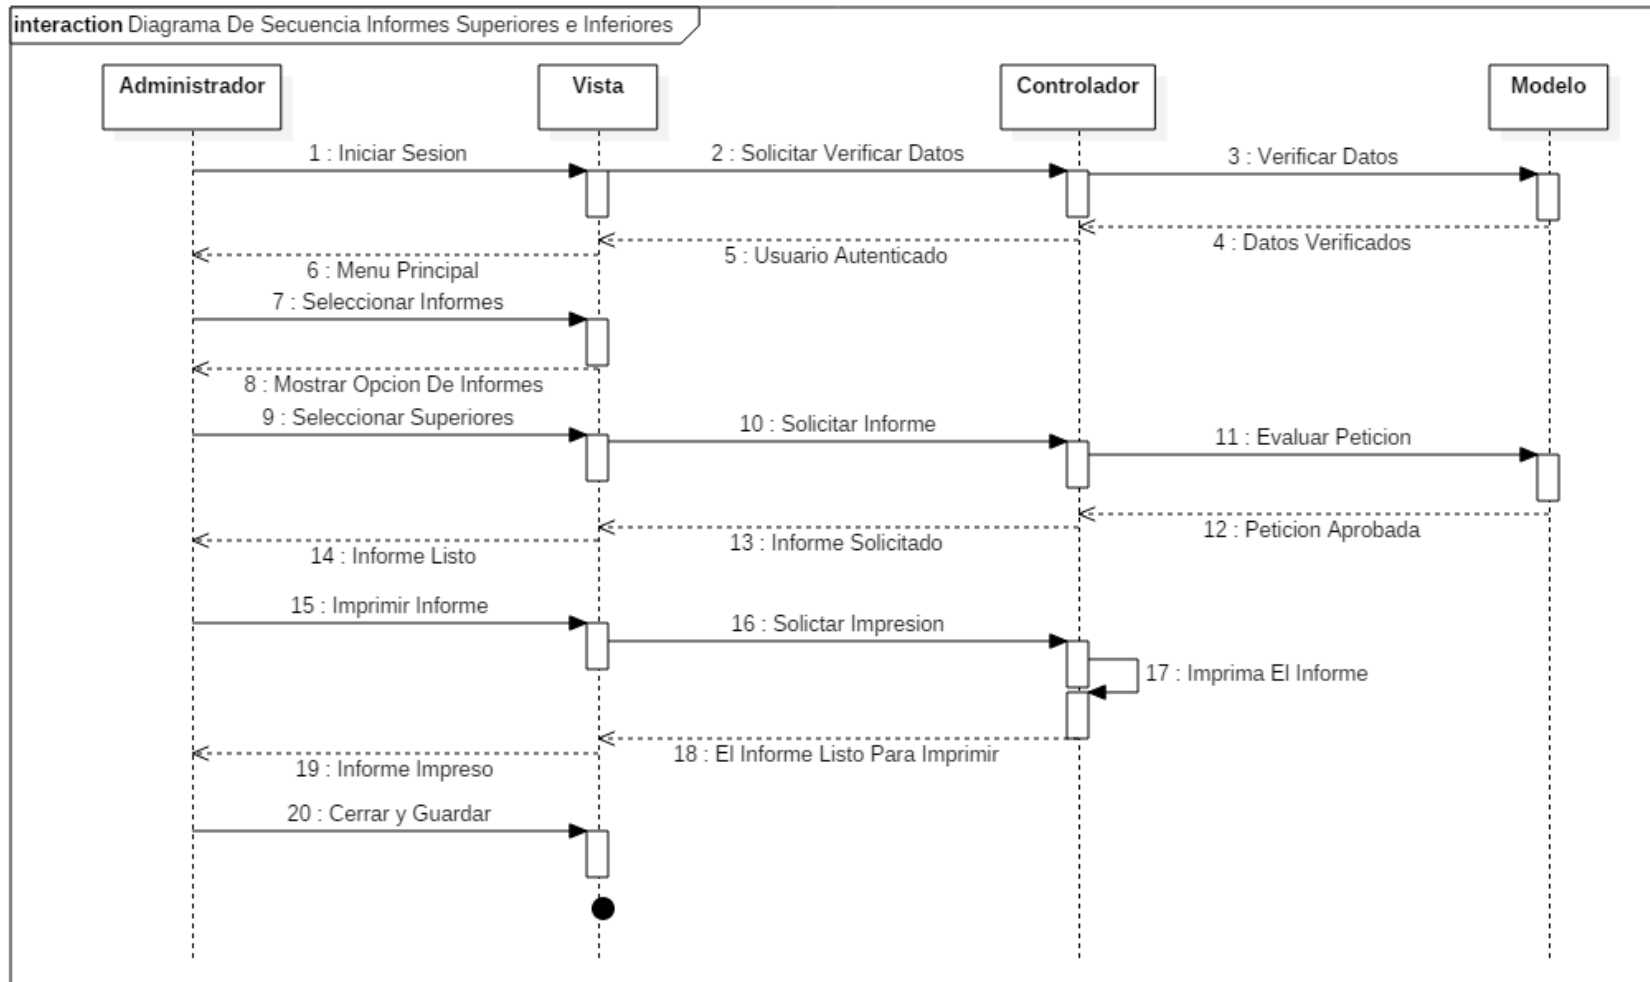 interaction Diagrama De Secuencia Informes Superiores e Inferiores
Administrador
Vista
Controlador
Modelo
1 : Iniciar Sesion
2 : Solicitar Verificar Datos
3 : Verificar Datos
4 : Datos Verificados
5 : Usuario Autenticado
6 : Menu Principal
7 : Seleccionar Informes
8 : Mostrar Opcion De Informes
9 : Seleccionar Superiores
10 : Solicitar Informe
11 : Evaluar Peticion
12 : Peticion Aprobada
13 : Informe Solicitado
14 : Informe Listo
15 : Imprimir Informe
16 : Solictar Impresion
17 : Imprima El Informe
18 : El Informe Listo Para Imprimir
19 : Informe Impreso
20 : Cerrar y Guardar